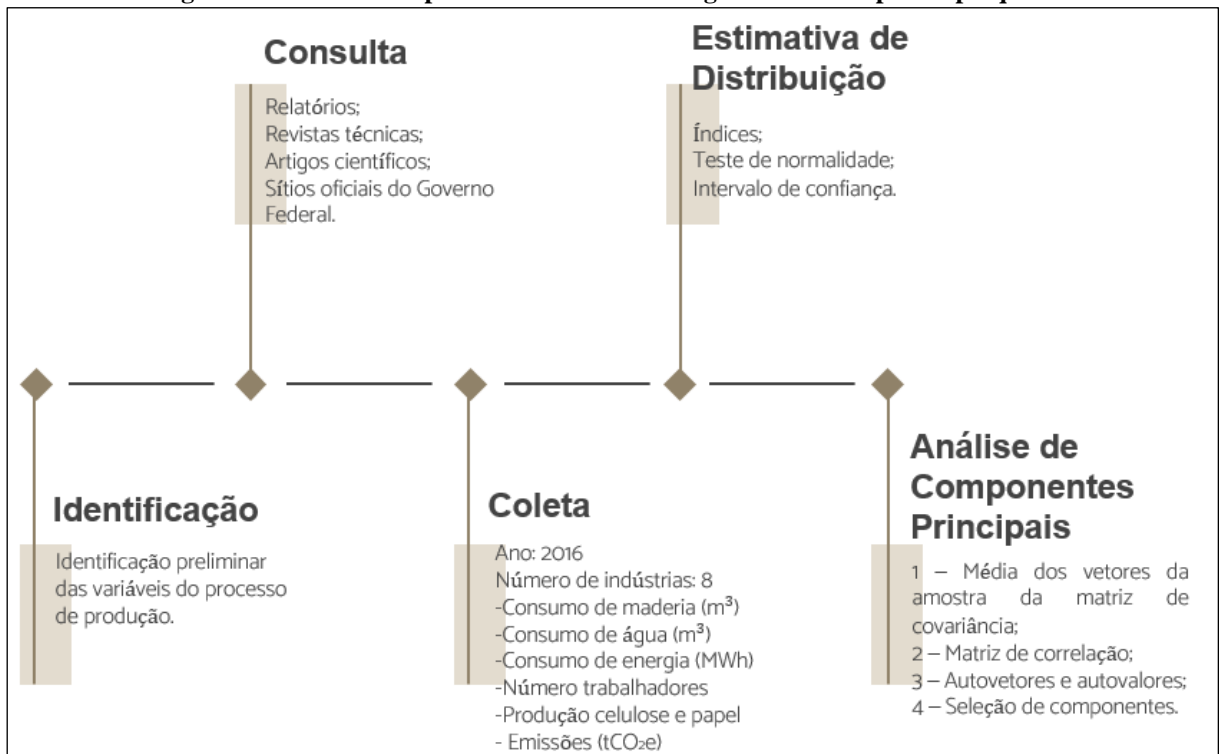 Consulta
Relatórios;
Revistas técnicas;
Artigos científicos;
Sítios oficiais do Governo
Federal.
Estimativa de
Distribuição
Índices;
Teste de normalidade;
Intervalo de confiança.
Identificação
Identificação preliminar
das variáveis do processo
de produção.
Coleta
Ano: 2016
Número de indústrias: 8
-Consumo de maderia (m³)
-Consumo de água (m³)
-Consumo de energia (MWh)
-Número trabalhadores
-Produção celulose e papel
- Emissões (tCO₂e)
Análise de
Componentes
Principais
1 – Média dos vetores da
amostra da matriz de
covariância;
2 – Matriz de correlação;
3 – Autovetores e autovalores;
4 – Seleção de componentes.